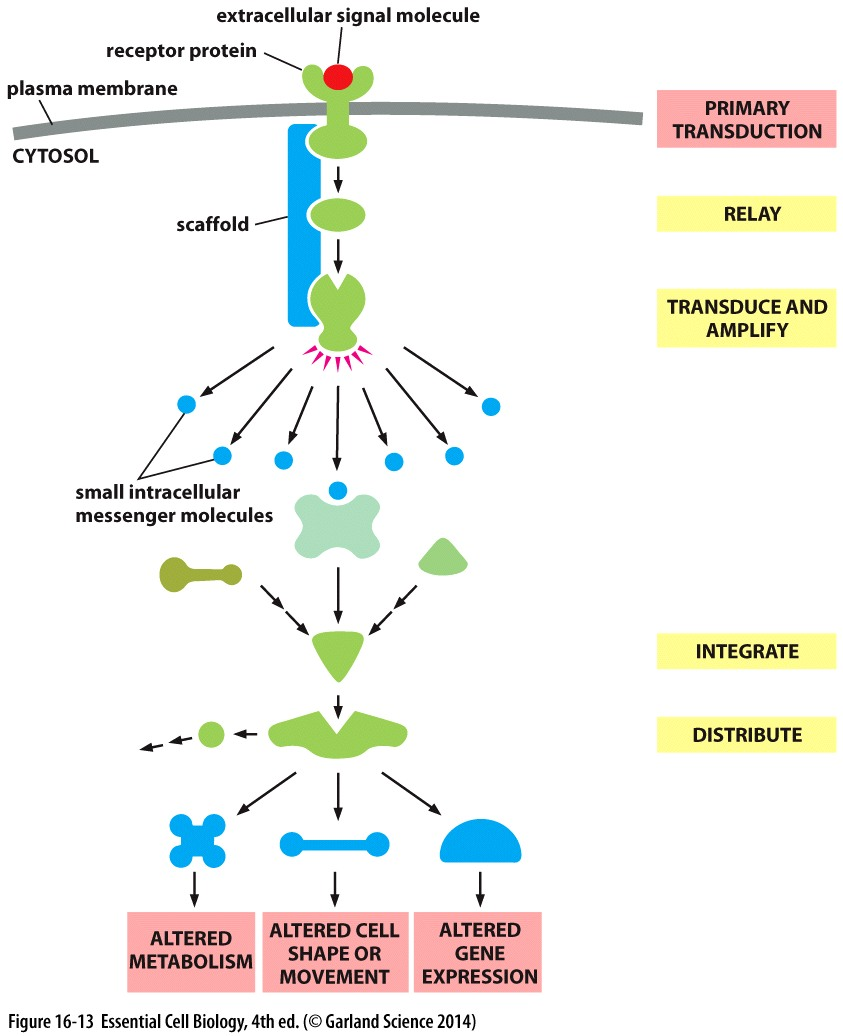 extracellular signal molecule
receptor protein
plasma membrane
PRIMARY
TRANSDUCTION
CYTOSOL
RELAY
scaffold
TRANSDUCE AND
AMPLIFY
small intracellular
messenger molecules
INTEGRATE
DISTRIBUTE
ALTERED
METABOLISM
ALTERED CELL
SHAPE OR
MOVEMENT
ALTERED
GENE
EXPRESSION
Figure 16-13 Essential Cell Biology, 4th ed. (© Garland Science 2014)